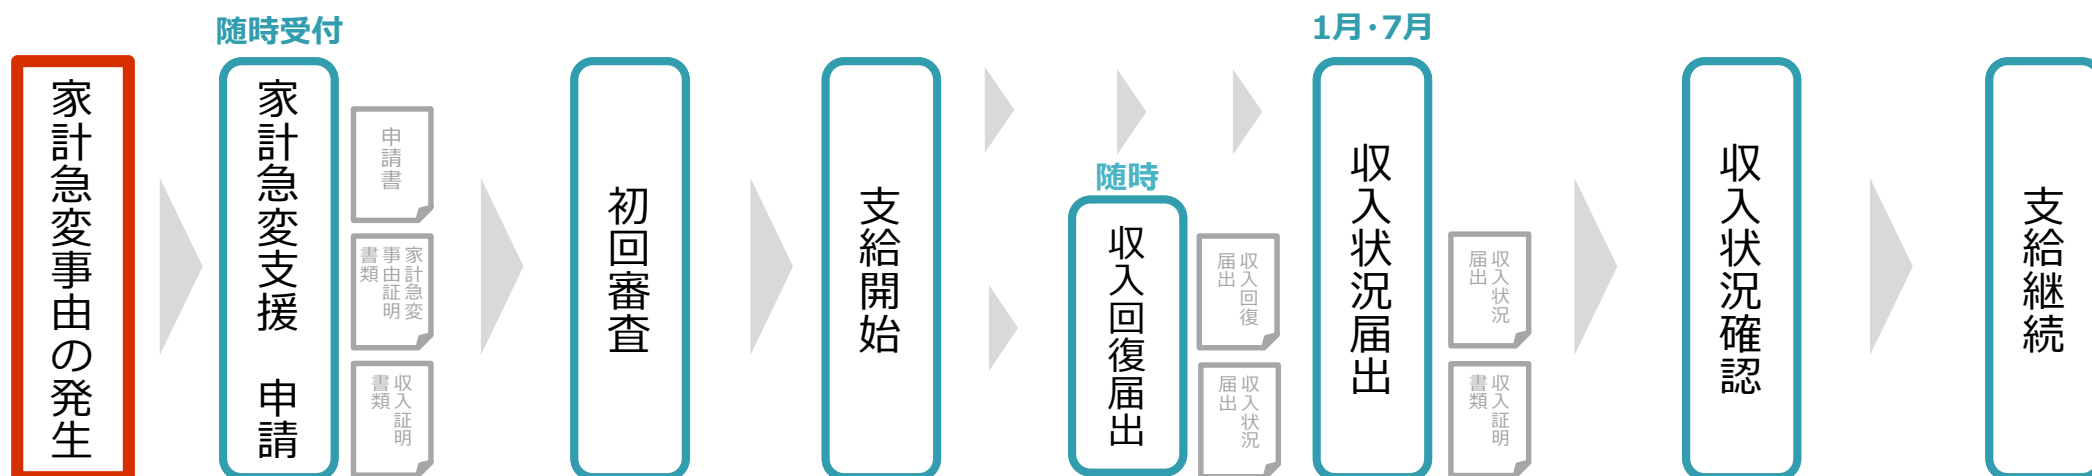 家計急変事由の発生
随時受付
家計急変支援　申請
申請書
家計急変
事由証明
書類
収入証明
書類
初回審査
支給開始
随時
収入回復届出
収入回復
届出
収入状況
届出
1月・7月
収入状況届出
収入状況
届出
収入証明
書類
収入状況確認
支給継続